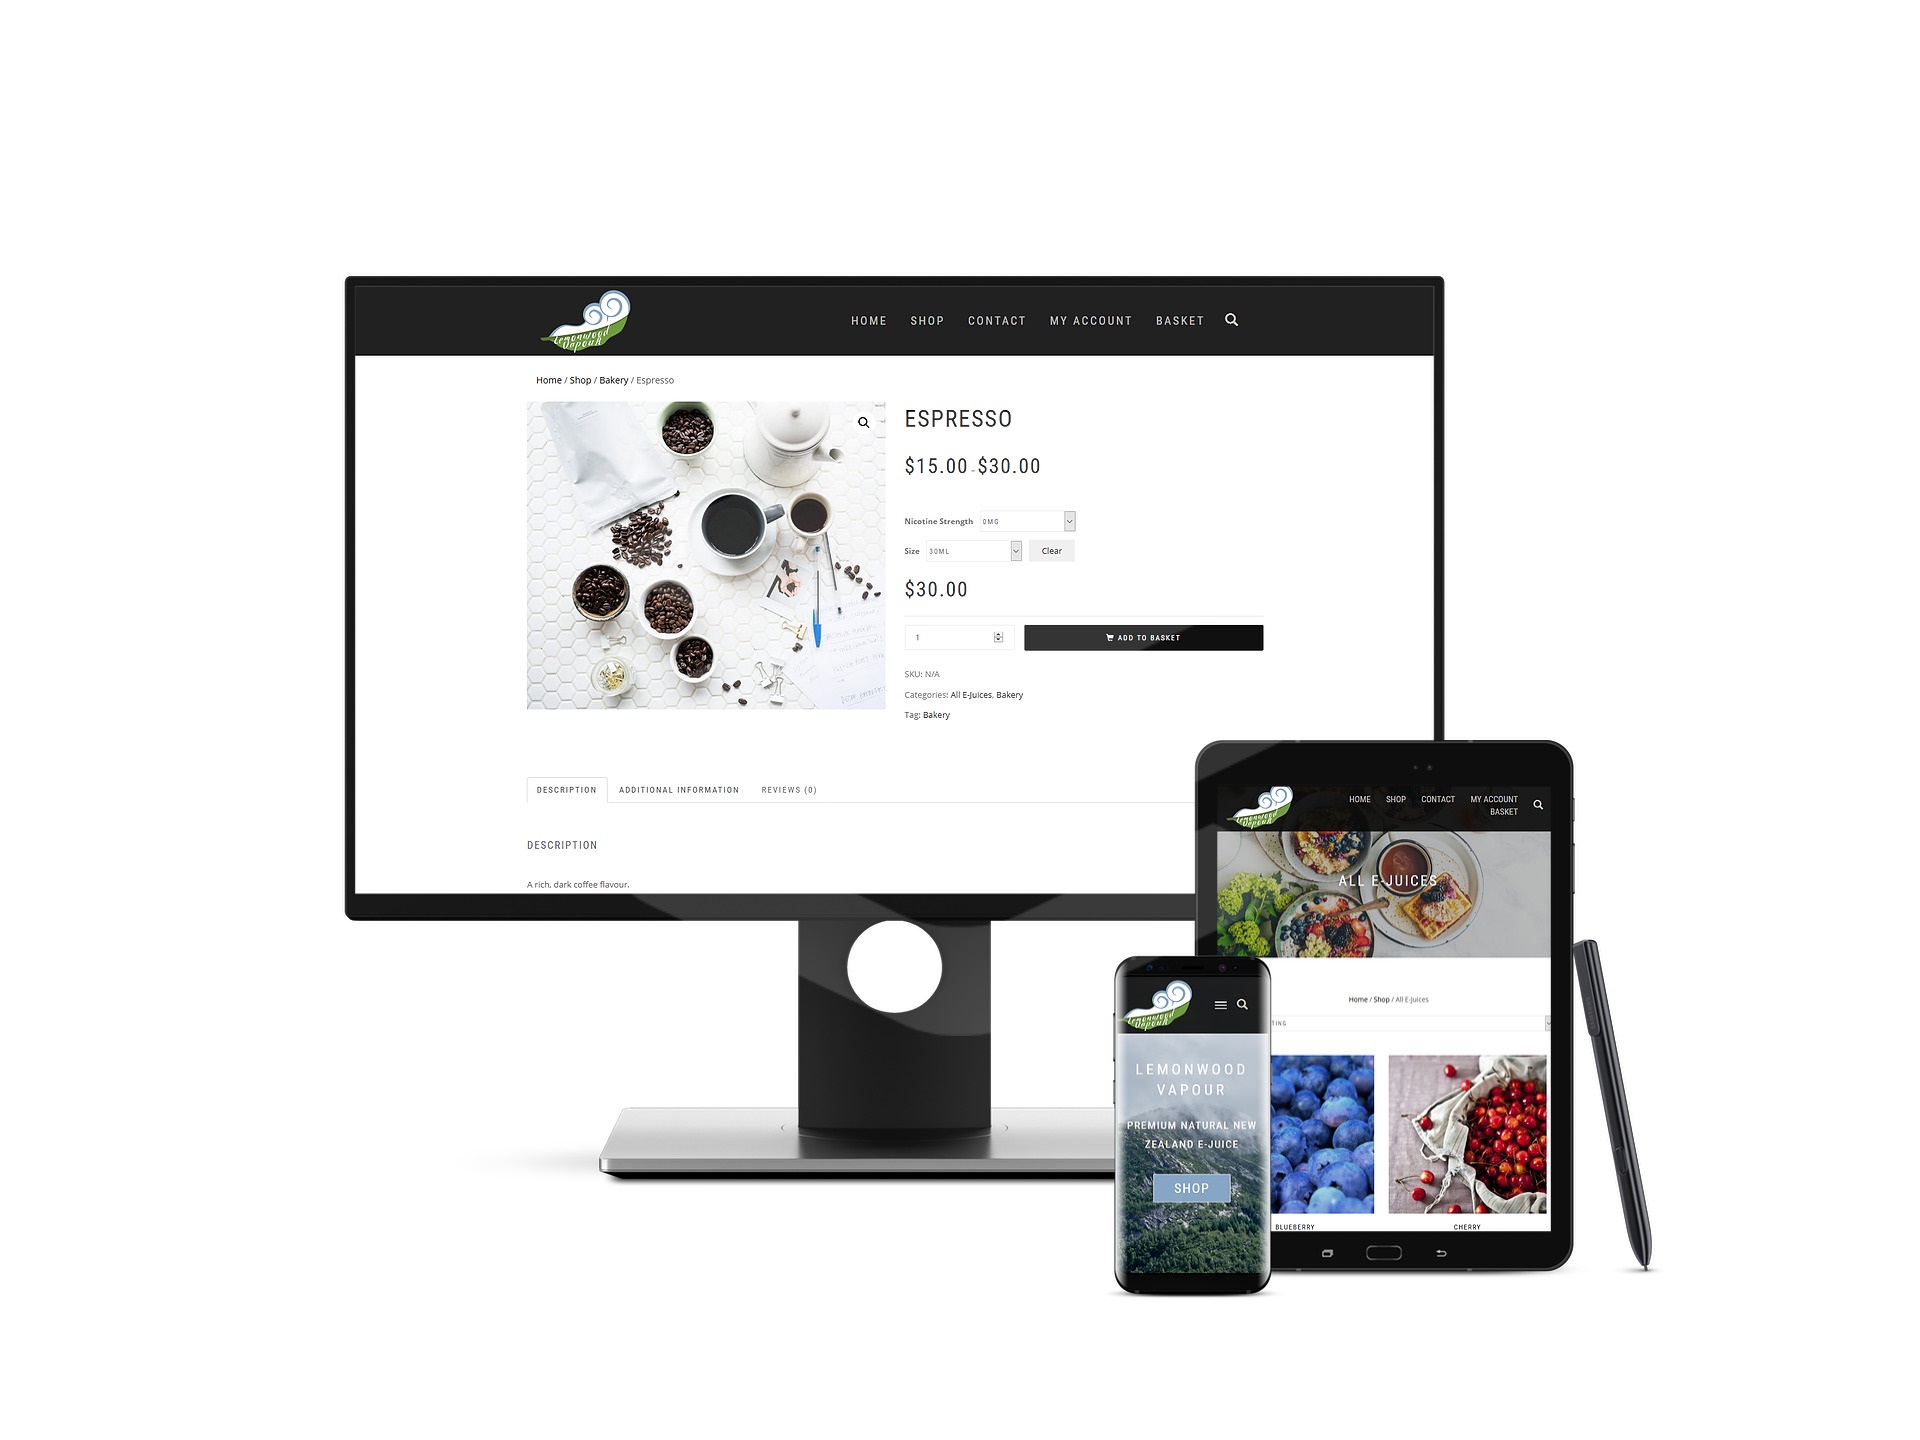 Lemonwood
Vapour
HOME SHOP CONTACT MY ACCOUNT BASKET
Home / Shop / Bakery / Espresso
ESPRESSO
$15.00 - $30.00
Nicotine Strength 0MG
Size 30ML Clear
$30.00
1 ADD TO BASKET
SKU: N/A
Categories: All E-Juices, Bakery
Tag: Bakery
DESCRIPTION ADDITIONAL INFORMATION REVIEWS (0)
DESCRIPTION
A rich, dark coffee flavour.
Lemonwood
Vapour
HOME SHOP CONTACT MY ACCOUNT
BASKET
ALL E-JUICES
Home / Shop / All E-Juices
TING
BLUEBERRY CHERRY
Lemonwood
Vapour
LEMONWOOD
VAPOUR
PREMIUM NATURAL NEW
ZEALAND E-JUICE
SHOP